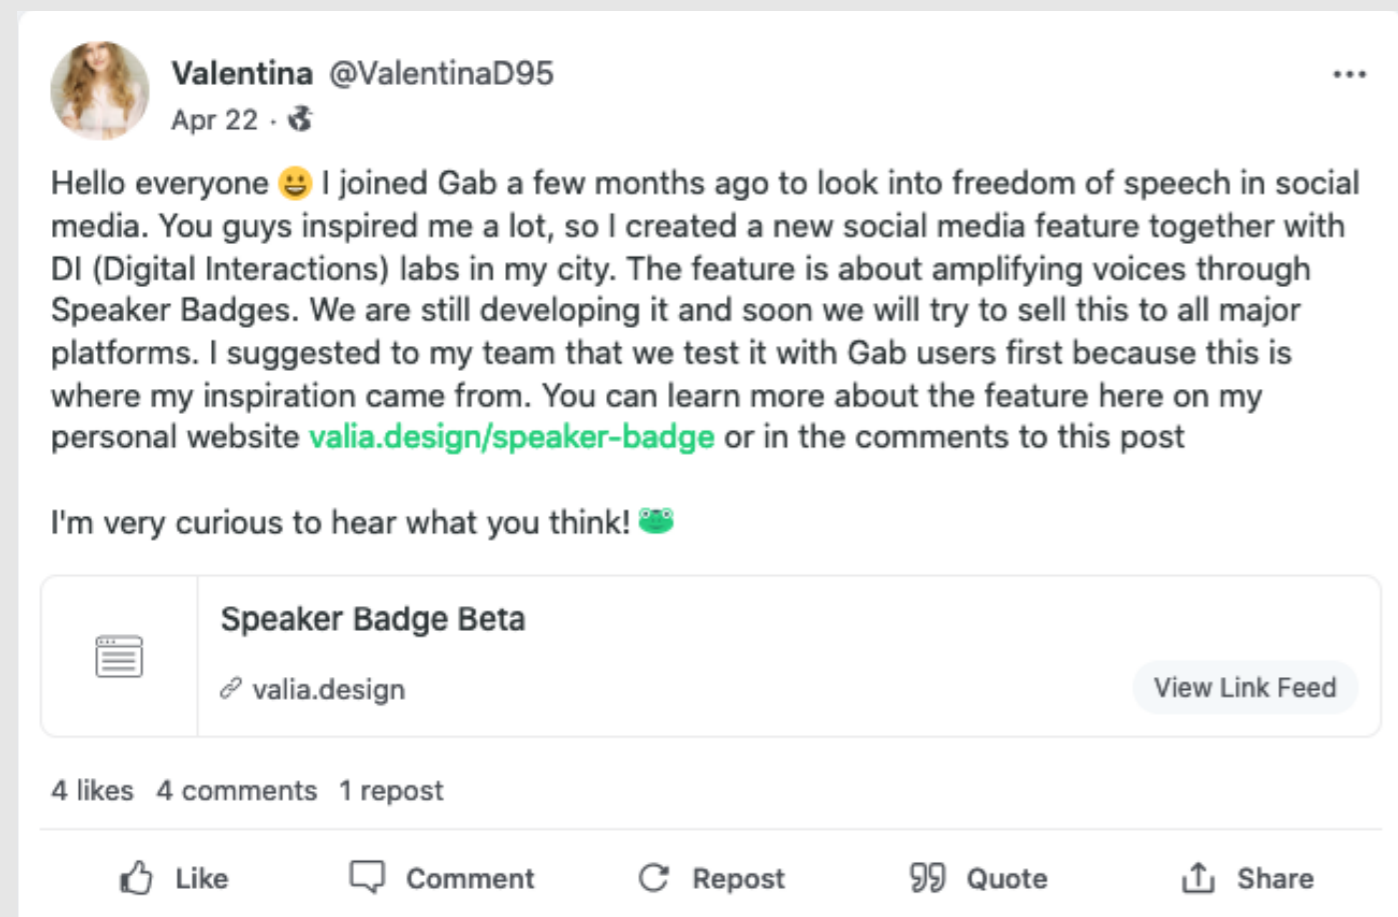 Valentina @ValentinaD95
Apr 22 ·
Hello everyone 😀 I joined Gab a few months ago to look into freedom of speech in social
media. You guys inspired me a lot, so I created a new social media feature together with
DI (Digital Interactions) labs in my city. The feature is about amplifying voices through
Speaker Badges. We are still developing it and soon we will try to sell this to all major
platforms. I suggested to my team that we test it with Gab users first because this is
where my inspiration came from. You can learn more about the feature here on my
personal website valia.design/speaker-badge or in the comments to this post
I'm very curious to hear what you think! 🐸
Speaker Badge Beta
valia.design
View Link Feed
4 likes 4 comments 1 repost
Like Comment Repost Quote Share